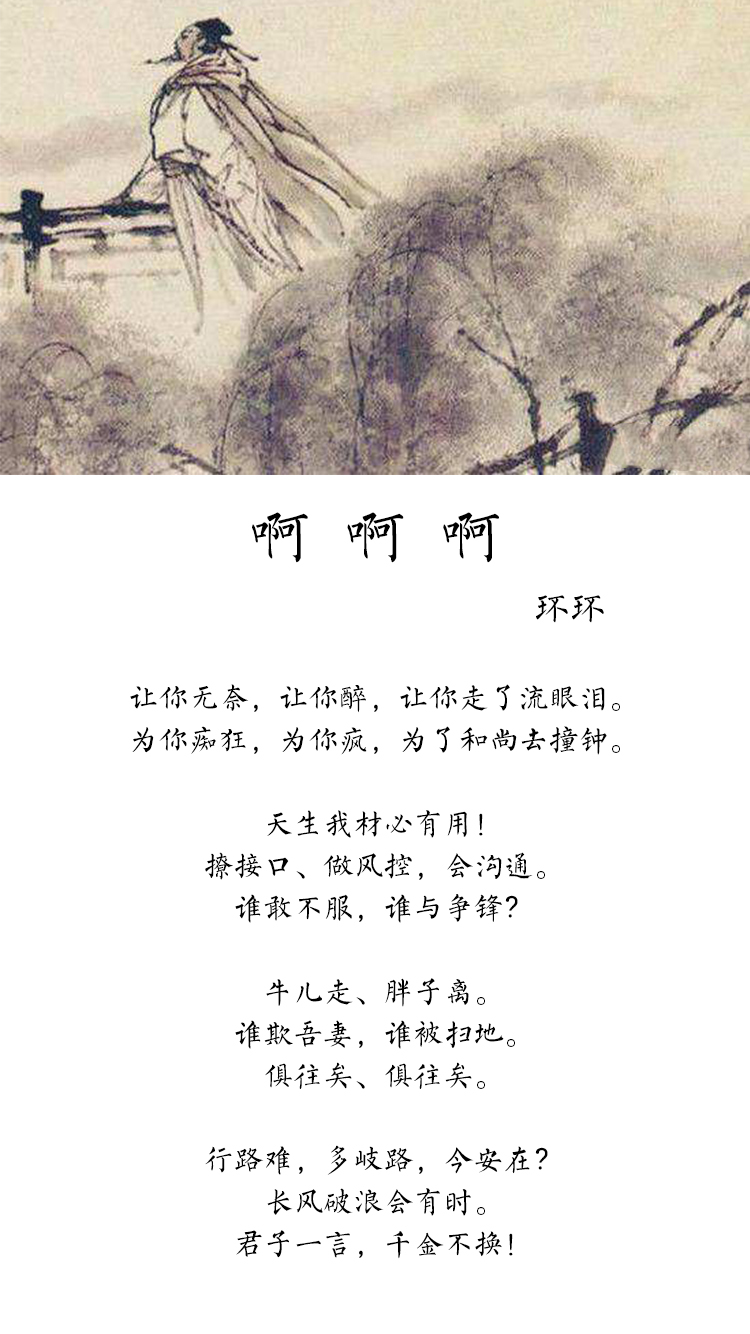 啊 啊 啊
环环
让你无奈，让你醉，让你走了流眼泪。
为你痴狂，为你疯，为了和尚去撞钟。
天生我材必有用！
撩接口、做风控，会沟通。
谁敢不服，谁与争锋？
牛儿走、胖子离。
谁欺吾妻，谁被扫地。
俱往矣、俱往矣。
行路难，多岐路，今安在？
长风破浪会有时。
君子一言，千金不换！